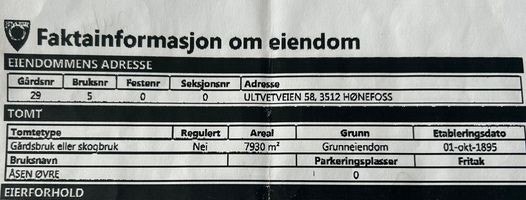 Faktainformasjon om eiendom
EIENDOMMENS ADRESSE
Gårdsnr Bruksnr Festenr Seksjonsnr Adresse
29 5 0 0 ULTVETVEIEN 58, 3512 HØNEFOSS
TOMT
Tomtetype Regulert Areal Grunn Etableringsdato
Gårdsbruk eller skogbruk Nei 7930 m² Grunneiendom 01-okt-1895
Bruksnavn Parkeringsplasser Fritak
ÅSEN ØVRE 0
EIERFORHOLD